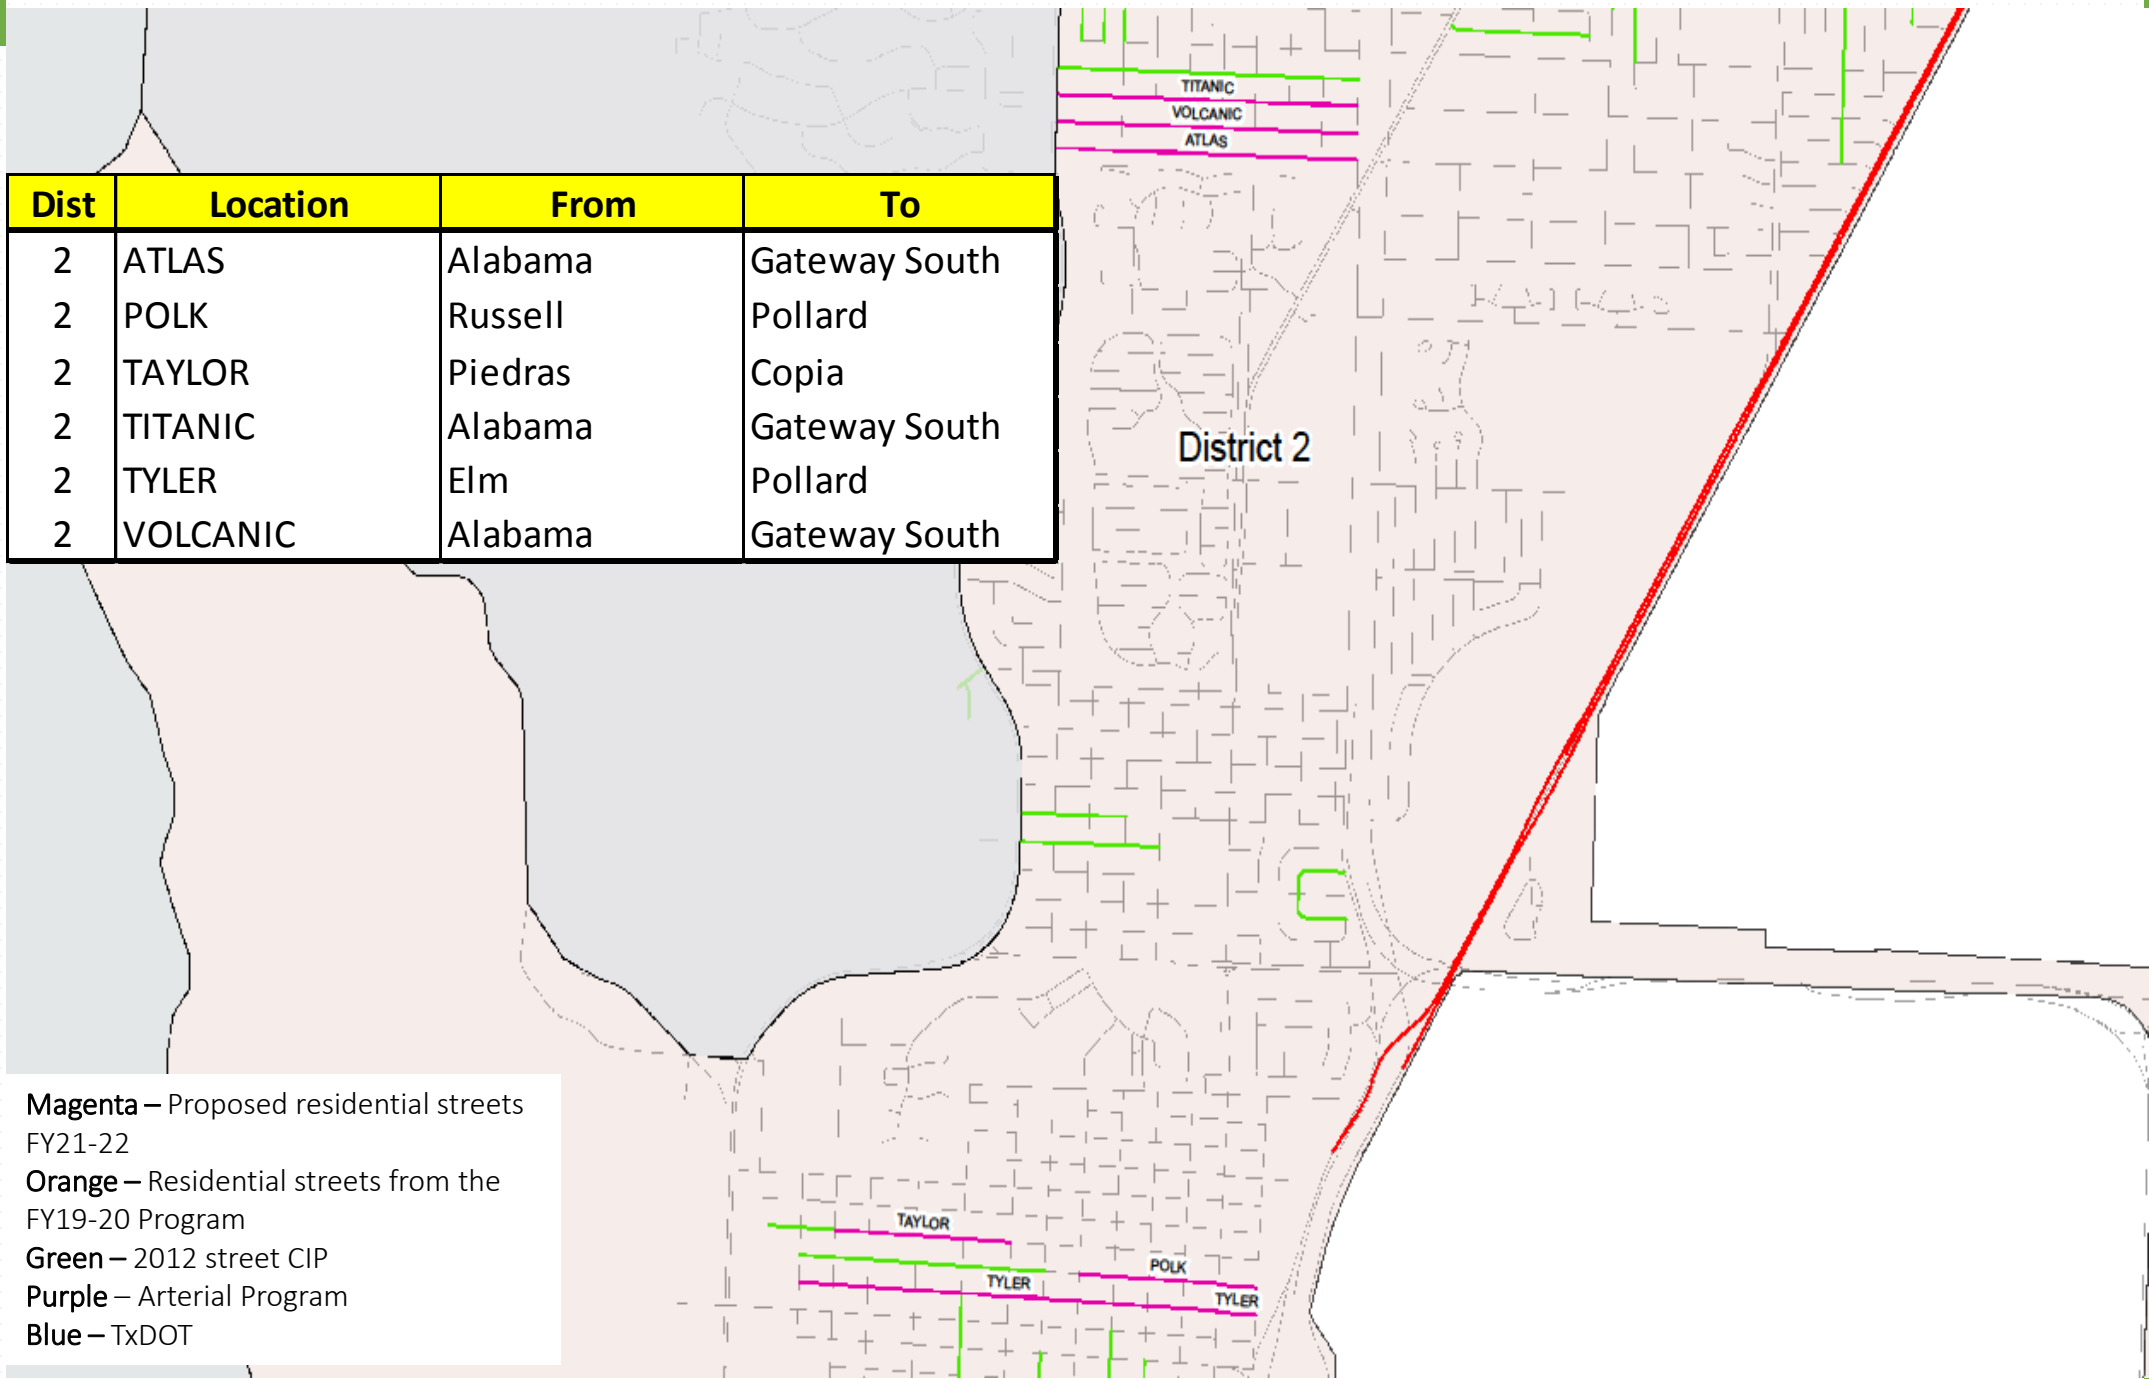 TITANIC
VOLCANIC
ATLAS
Dist Location From To
2 ATLAS Alabama Gateway South
2 POLK Russell Pollard
2 TAYLOR Piedras Copia
2 TITANIC Alabama Gateway South
2 TYLER Elm Pollard
2 VOLCANIC Alabama Gateway South
District 2
Magenta – Proposed residential streets
FY21-22
Orange – Residential streets from the
FY19-20 Program
Green – 2012 street CIP
Purple – Arterial Program
Blue – TxDOT
TAYLOR
POLK
TYLER
TYLER